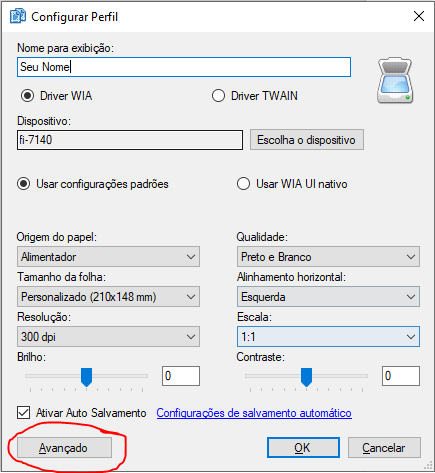 Configurar Perfil
Nome para exibição:
Seu Nome
Driver WIA
Driver TWAIN
Dispositivo:
fi-7140
Escolha o dispositivo
Usar configurações padrões
Usar WIA UI nativo
Origem do papel:
Qualidade:
Alimentador
Preto e Branco
Tamanho da folha:
Alinhamento horizontal:
Personalizado (210x148 mm)
Esquerda
Resolução:
Escala:
300 dpi
1:1
Brilho:
Contraste:
0
0
Ativar Auto Salvamento
Configurações de salvamento automático
Avançado
OK
Cancelar